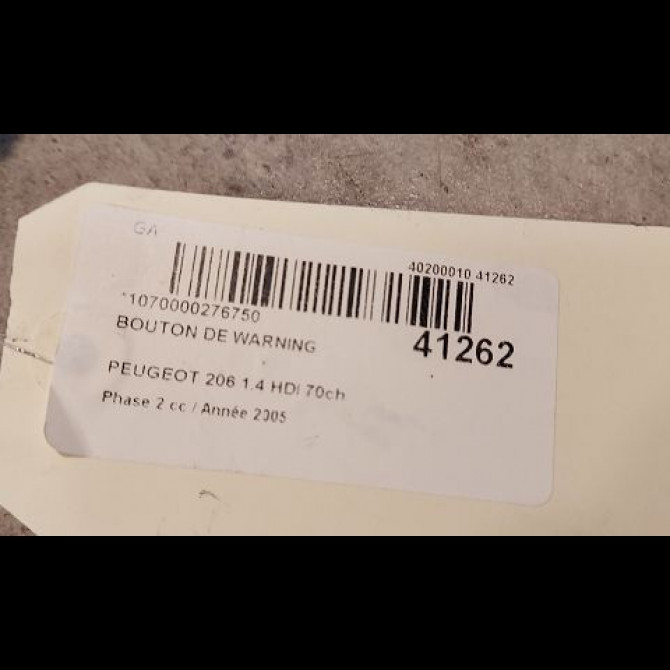 GA
40200010 41262
*1070000276750
BOUTON DE WARNING
41262
PEUGEOT 206 1.4 HDi 70ch
Phase 2 cc / Année 2005